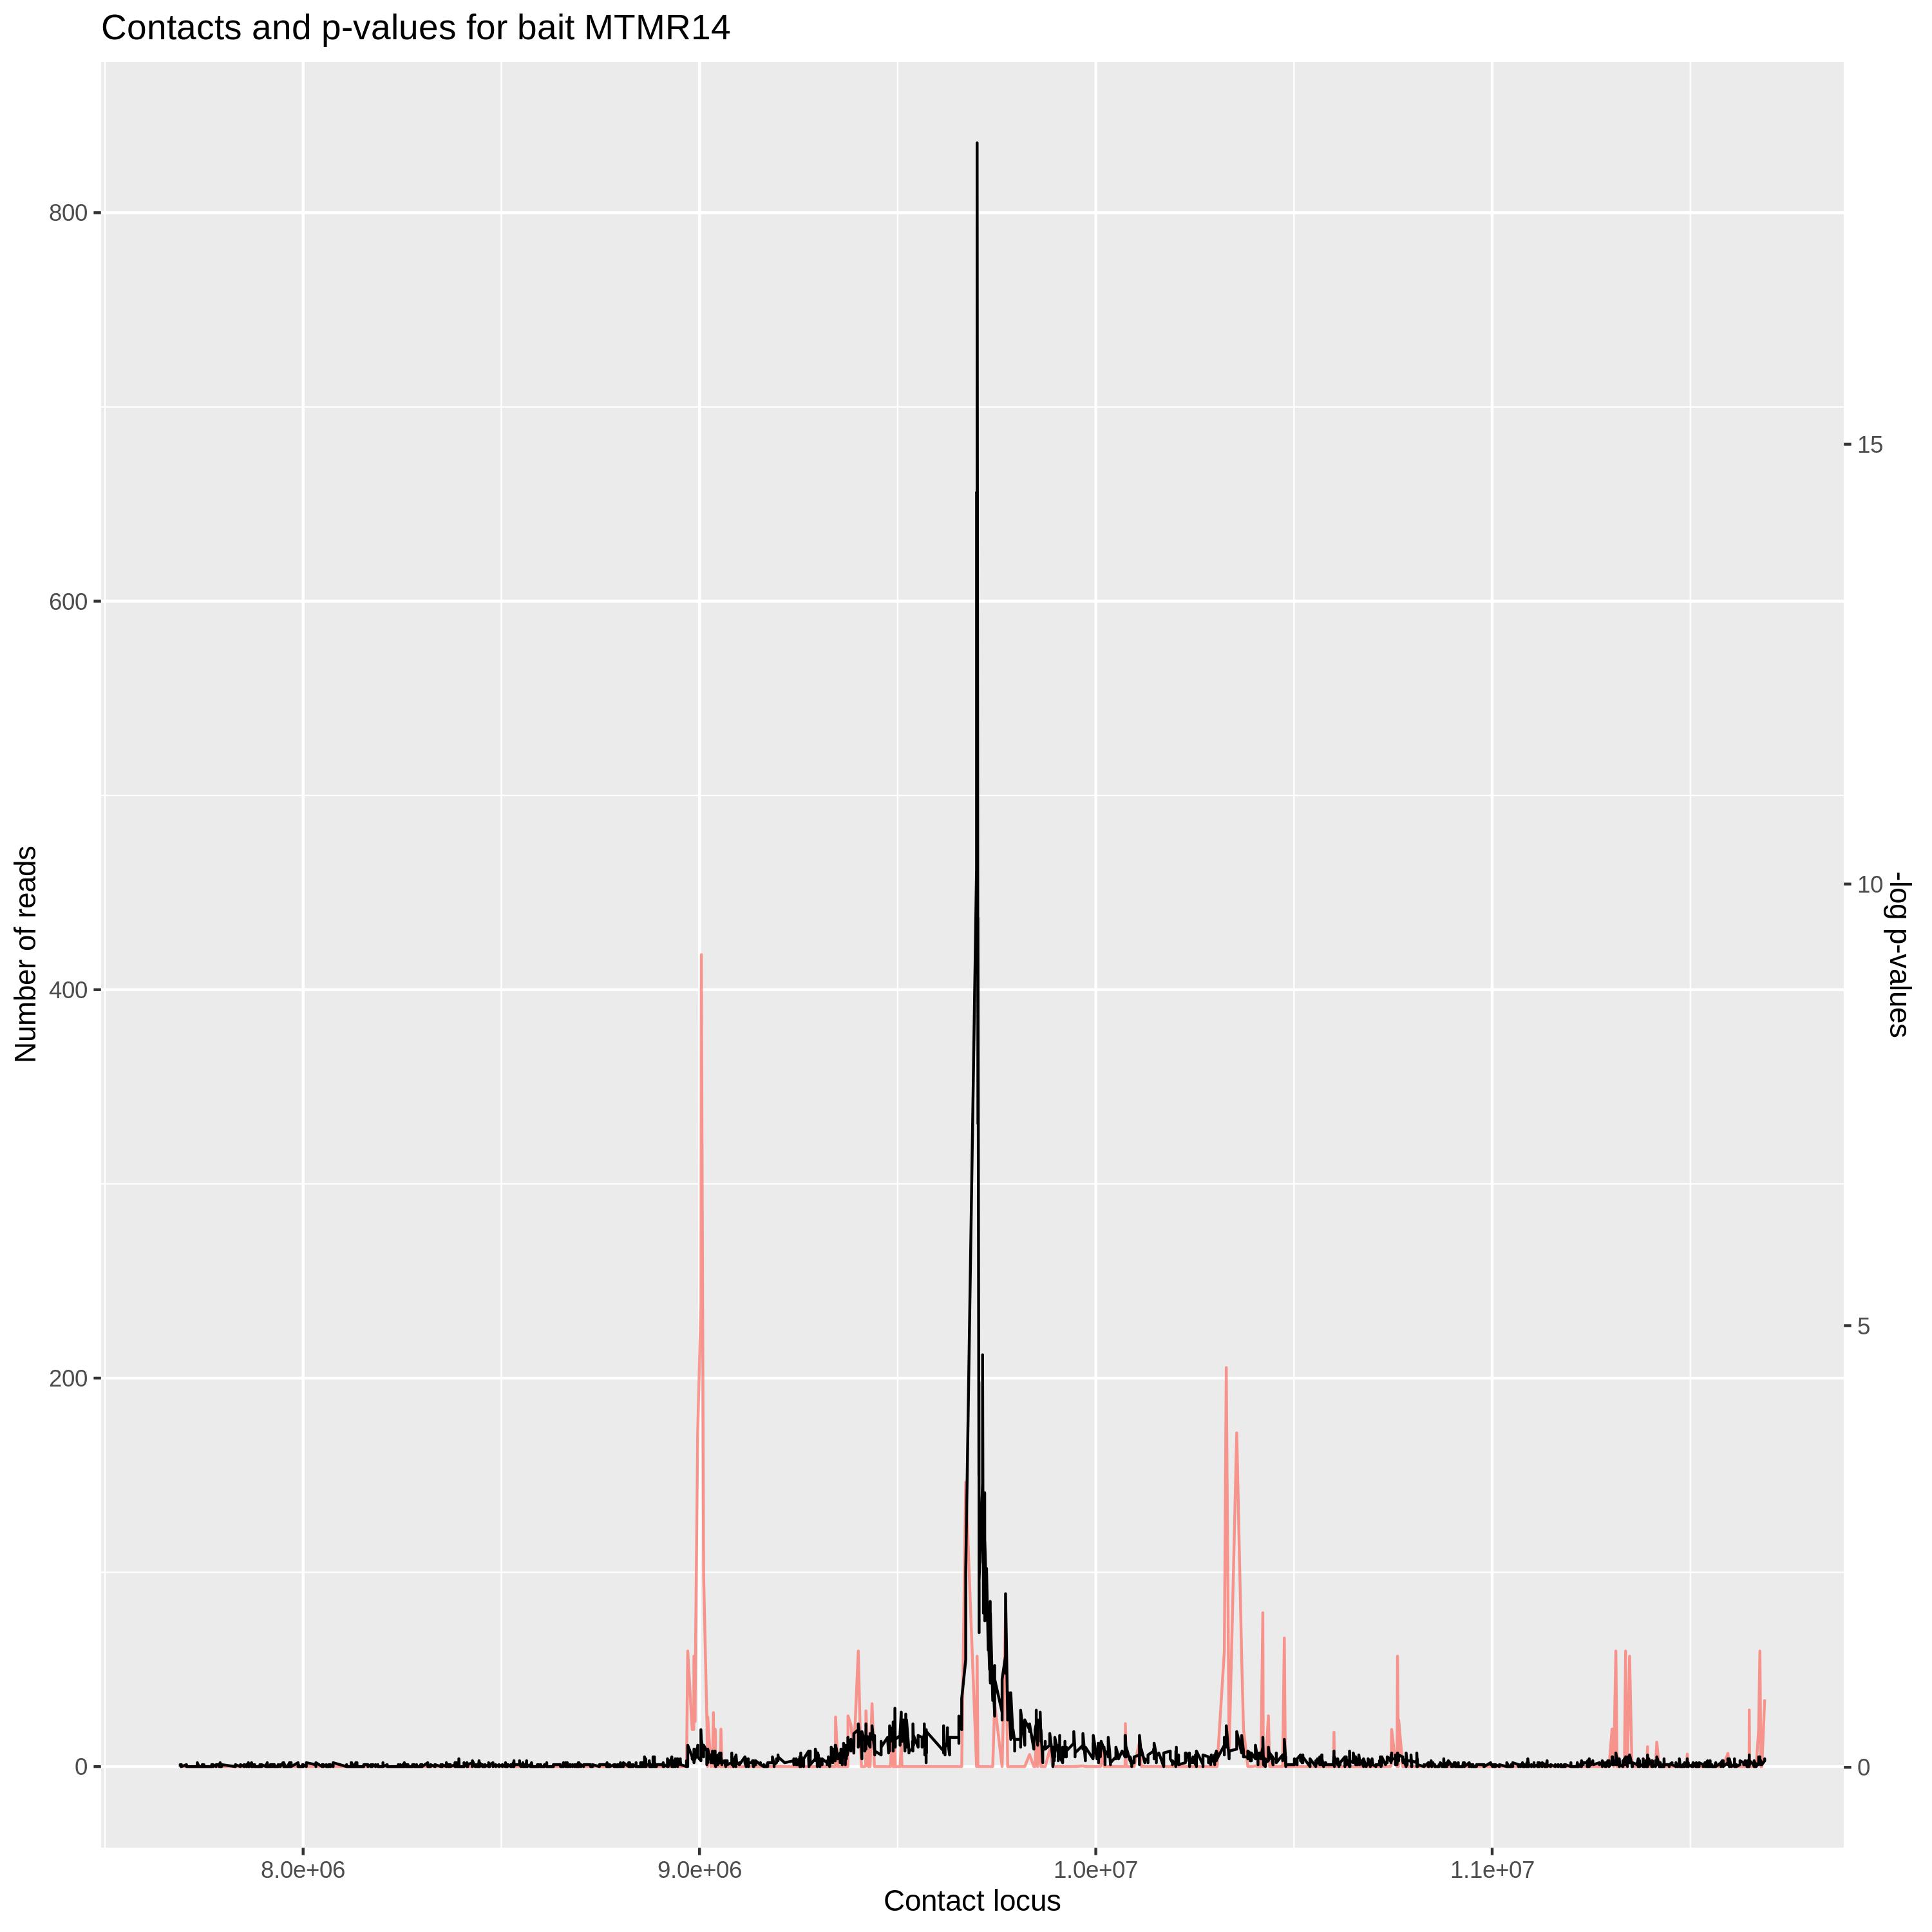 Contacts and p-values for bait MTMR14
800
600
400
200
0
Number of reads
15
10
5
0
-log p-values
8.0e+06
9.0e+06
1.0e+07
1.1e+07
Contact locus